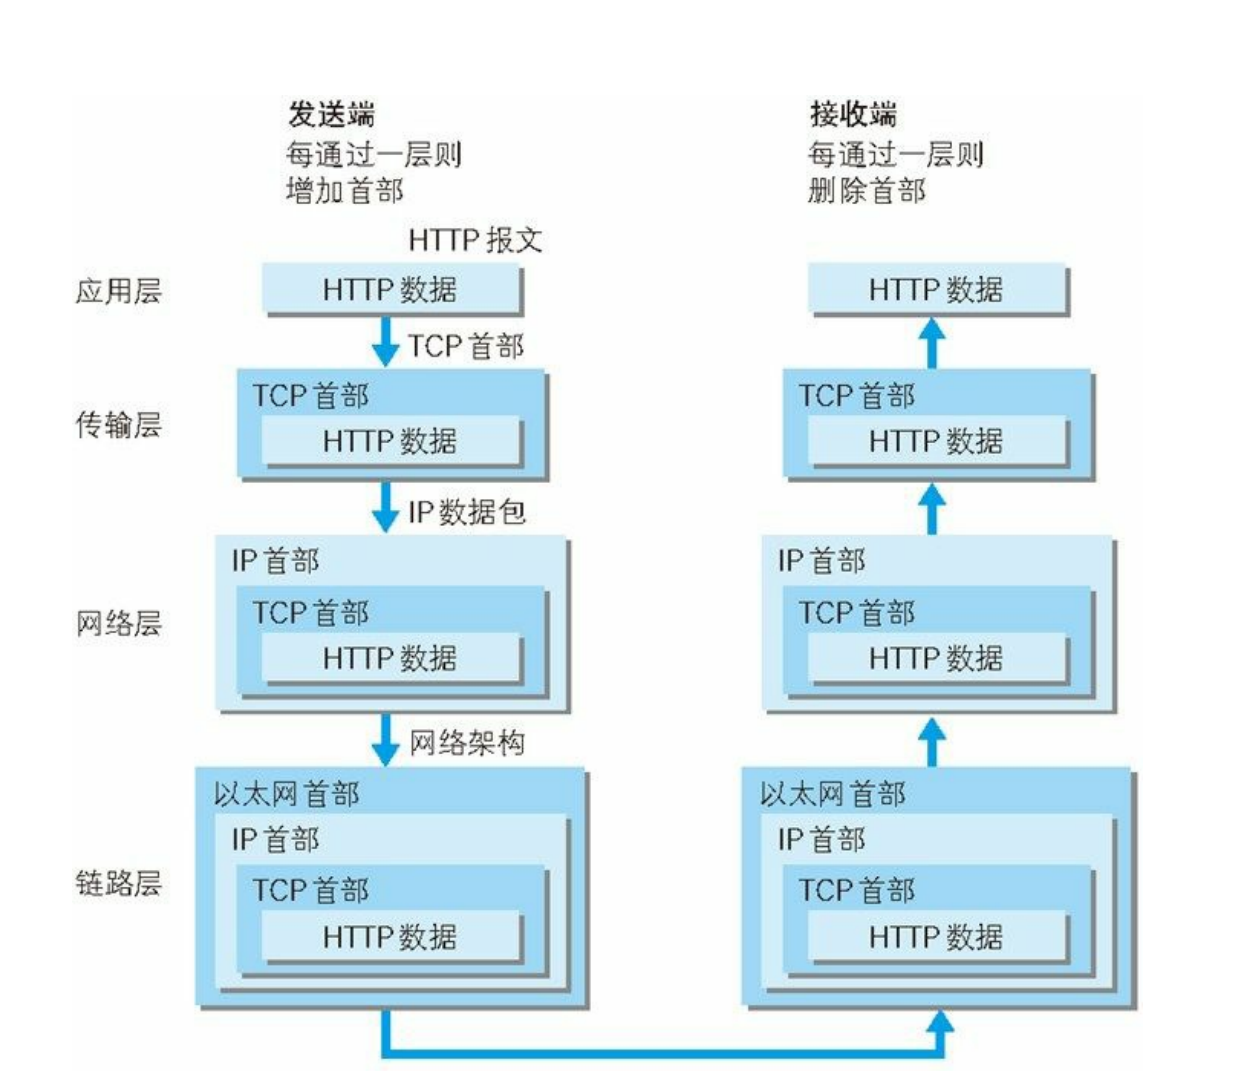 发送端
每通过一层则
增加首部
接收端
每通过一层则
删除首部
HTTP 报文
应用层
HTTP 数据
HTTP 数据
TCP 首部
传输层
TCP 首部
HTTP 数据
TCP 首部
HTTP 数据
IP 数据包
网络层
IP 首部
TCP 首部
HTTP 数据
IP 首部
TCP 首部
HTTP 数据
网络架构
链路层
以太网首部
IP 首部
TCP 首部
HTTP 数据
以太网首部
IP 首部
TCP 首部
HTTP 数据